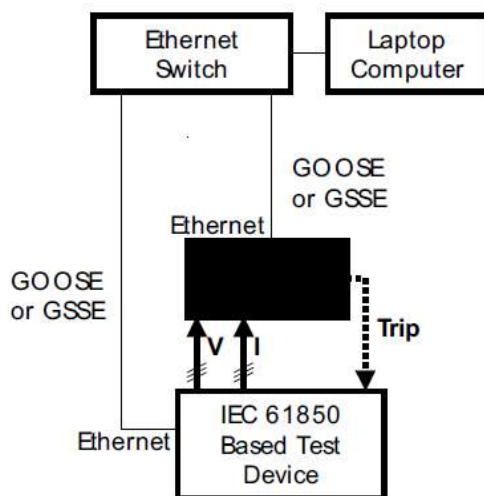 Ethernet
Switch
Laptop
Computer
GOOSE
or GSSE
Ethernet
GOOSE
or GSSE
V
I
Trip
Ethernet
IEC 61850
Based Test
Device